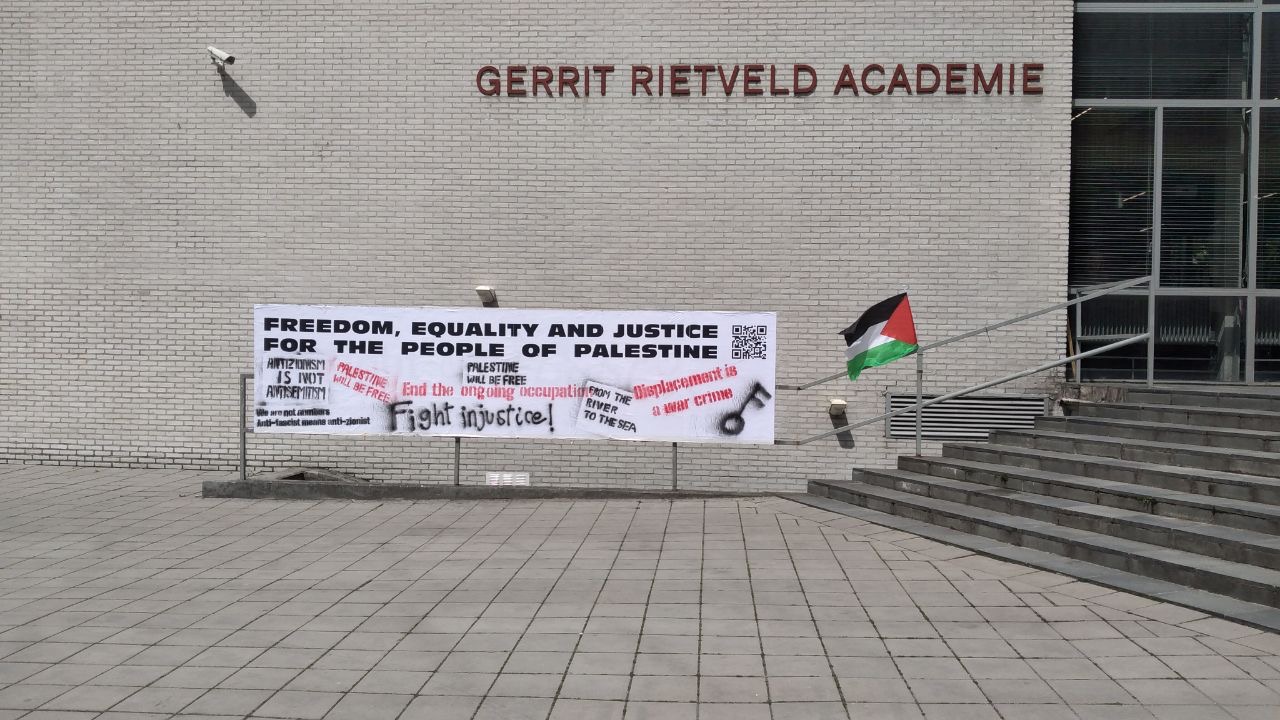 GERRIT RIETVELD ACADEMIE
FREEDOM, EQUALITY AND JUSTICE
FOR THE PEOPLE OF PALESTINE
ANTIZIONISM
IS NOT
ANTISEMITISM
PALESTINE
WILL BE FREE
PALESTINE
WILL BE FREE
End the ongoing occupation
FROM THE
RIVER
TO THE SEA
Displacement is
a war crime
We are not numbers
Anti-fascist means anti-zionist
Fight injustice!